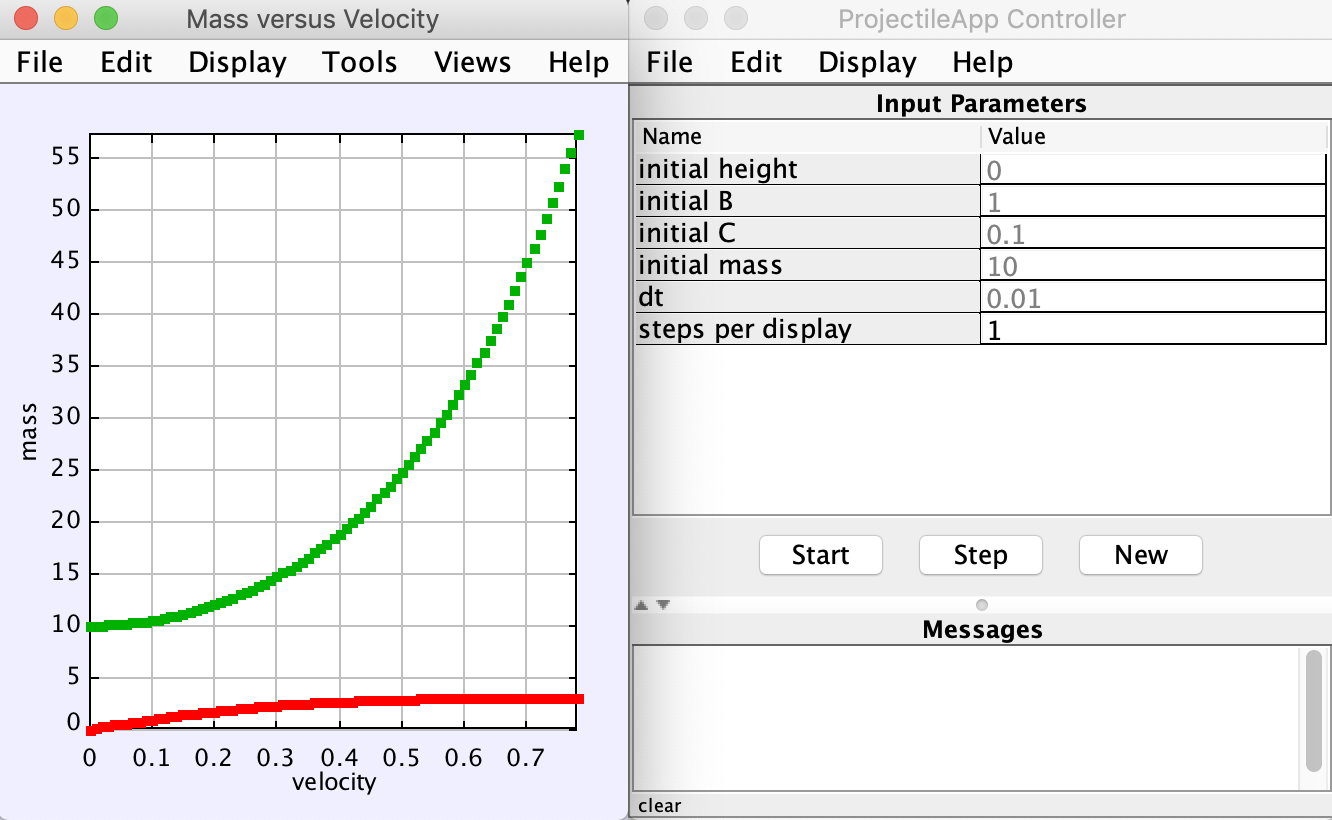 Mass versus Velocity
File Edit Display Tools Views Help
55
50
45
40
35
30
25
20
15
10
5
0
mass
0 0.1 0.2 0.3 0.4 0.5 0.6 0.7
velocity
ProjectileApp Controller
File Edit Display Help
Input Parameters
Name Value
initial height 0
initial B 1
initial C 0.1
initial mass 10
dt 0.01
steps per display 1
Start Step New
Messages
clear